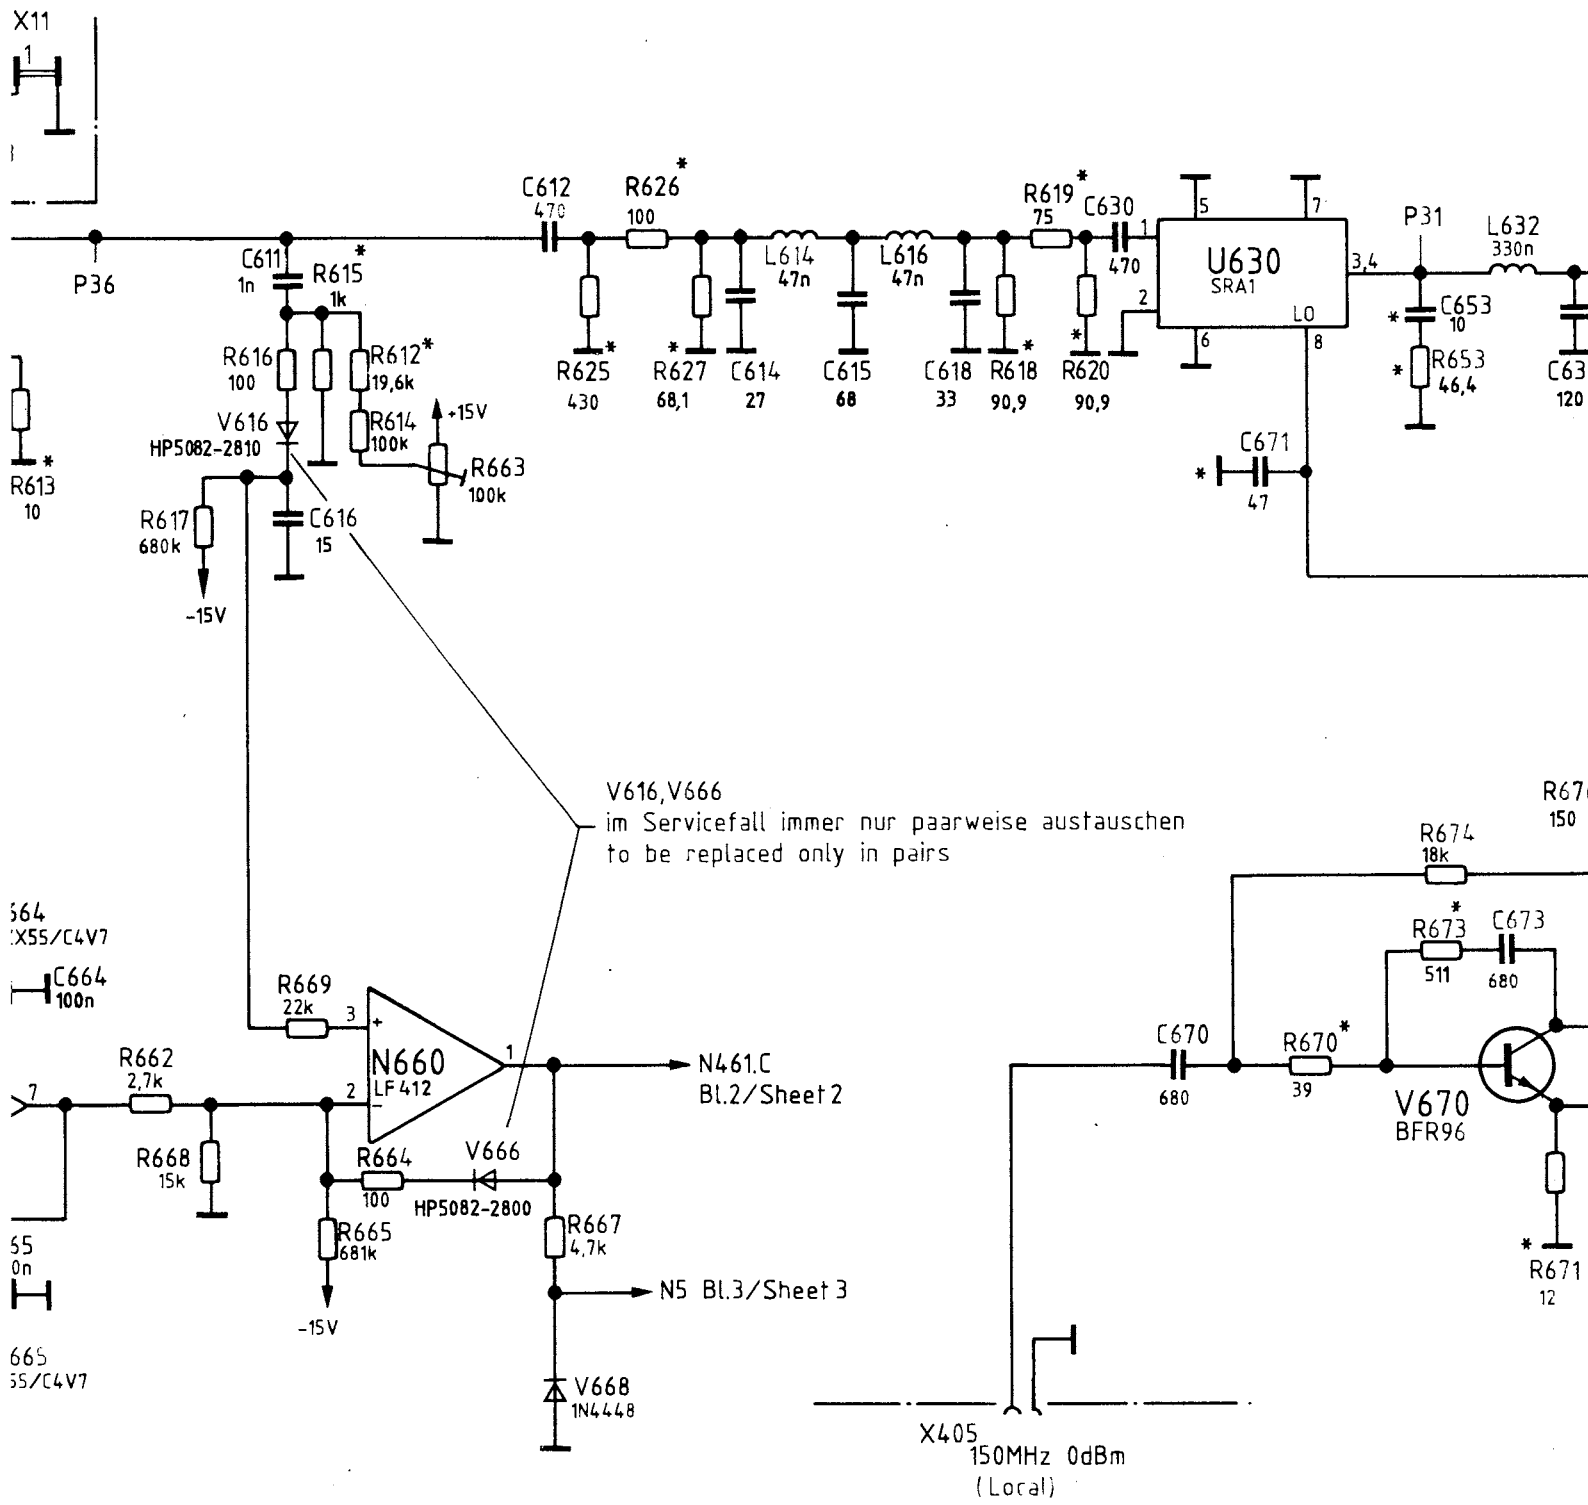 X11
1
P36
C611
1n
R615*
1k
R616
100
R612*
19,6k
R614
100k
V616
HP5082-2810
+15V
R663
100k
R613*
10
R617
680k
C616
15
-15V
C612
470
R626*
100
R625*
430
*R627
68,1
L614
47n
C614
27
C615
68
L616
47n
C618
33
R618*
90,9
R619*
75
*R620
90,9
C630
470
1
2
5
7
U630
SRA1
3,4
LO
6
8
P31
L632
330n
*C653
10
*R653
46,4
120
*C671
47
V616,V666
im Servicefall immer nur paarweise austauschen
to be replaced only in pairs
C664
100n
R669
22k
3
+
N660
LF412
1
2
-
7
R662
2,7k
R668
15k
R664
100
V666
HP5082-2800
R665
681k
-15V
R667
4,7k
N461.C
Bl.2/Sheet2
N5 Bl.3/Sheet3
V668
1N4448
X405
150MHz 0dBm
(Local)
150
R674
18k
R673*
511
C673
680
C670
680
R670*
39
V670
BFR96
*
R671
12